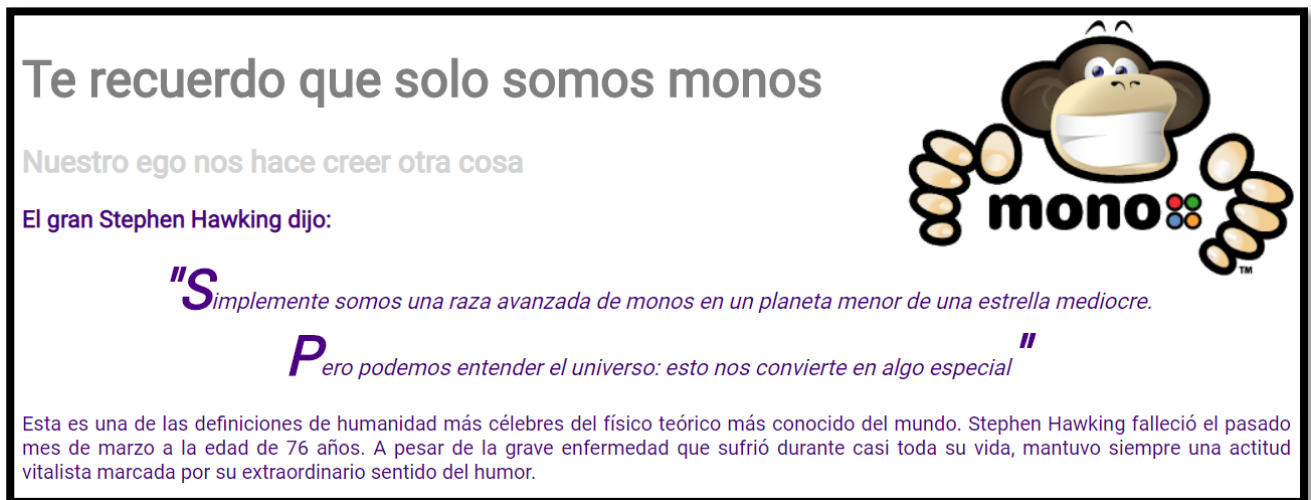 Te recuerdo que solo somos monos
Nuestro ego nos hace creer otra cosa
mono
TM
El gran Stephen Hawking dijo:
"Simplemente somos una raza avanzada de monos en un planeta menor de una estrella mediocre.
Pero podemos entender el universo: esto nos convierte en algo especial"
Esta es una de las definiciones de humanidad más célebres del físico teórico más conocido del mundo. Stephen Hawking falleció el pasado
mes de marzo a la edad de 76 años. A pesar de la grave enfermedad que sufrió durante casi toda su vida, mantuvo siempre una actitud
vitalista marcada por su extraordinario sentido del humor.